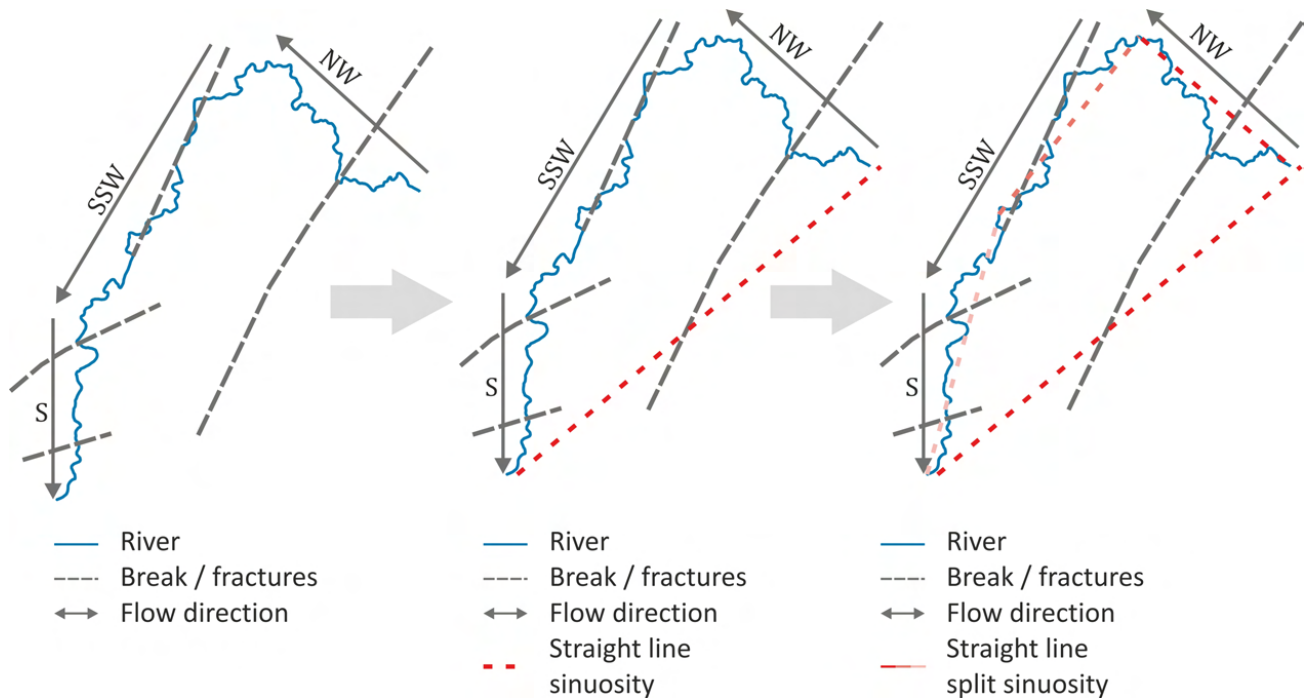 NW
SSW
S
River
Break / fractures
Flow direction
NW
SSW
S
River
Break / fractures
Flow direction
Straight line
sinuosity
NW
SSW
S
River
Break / fractures
Flow direction
Straight line
split sinuosity